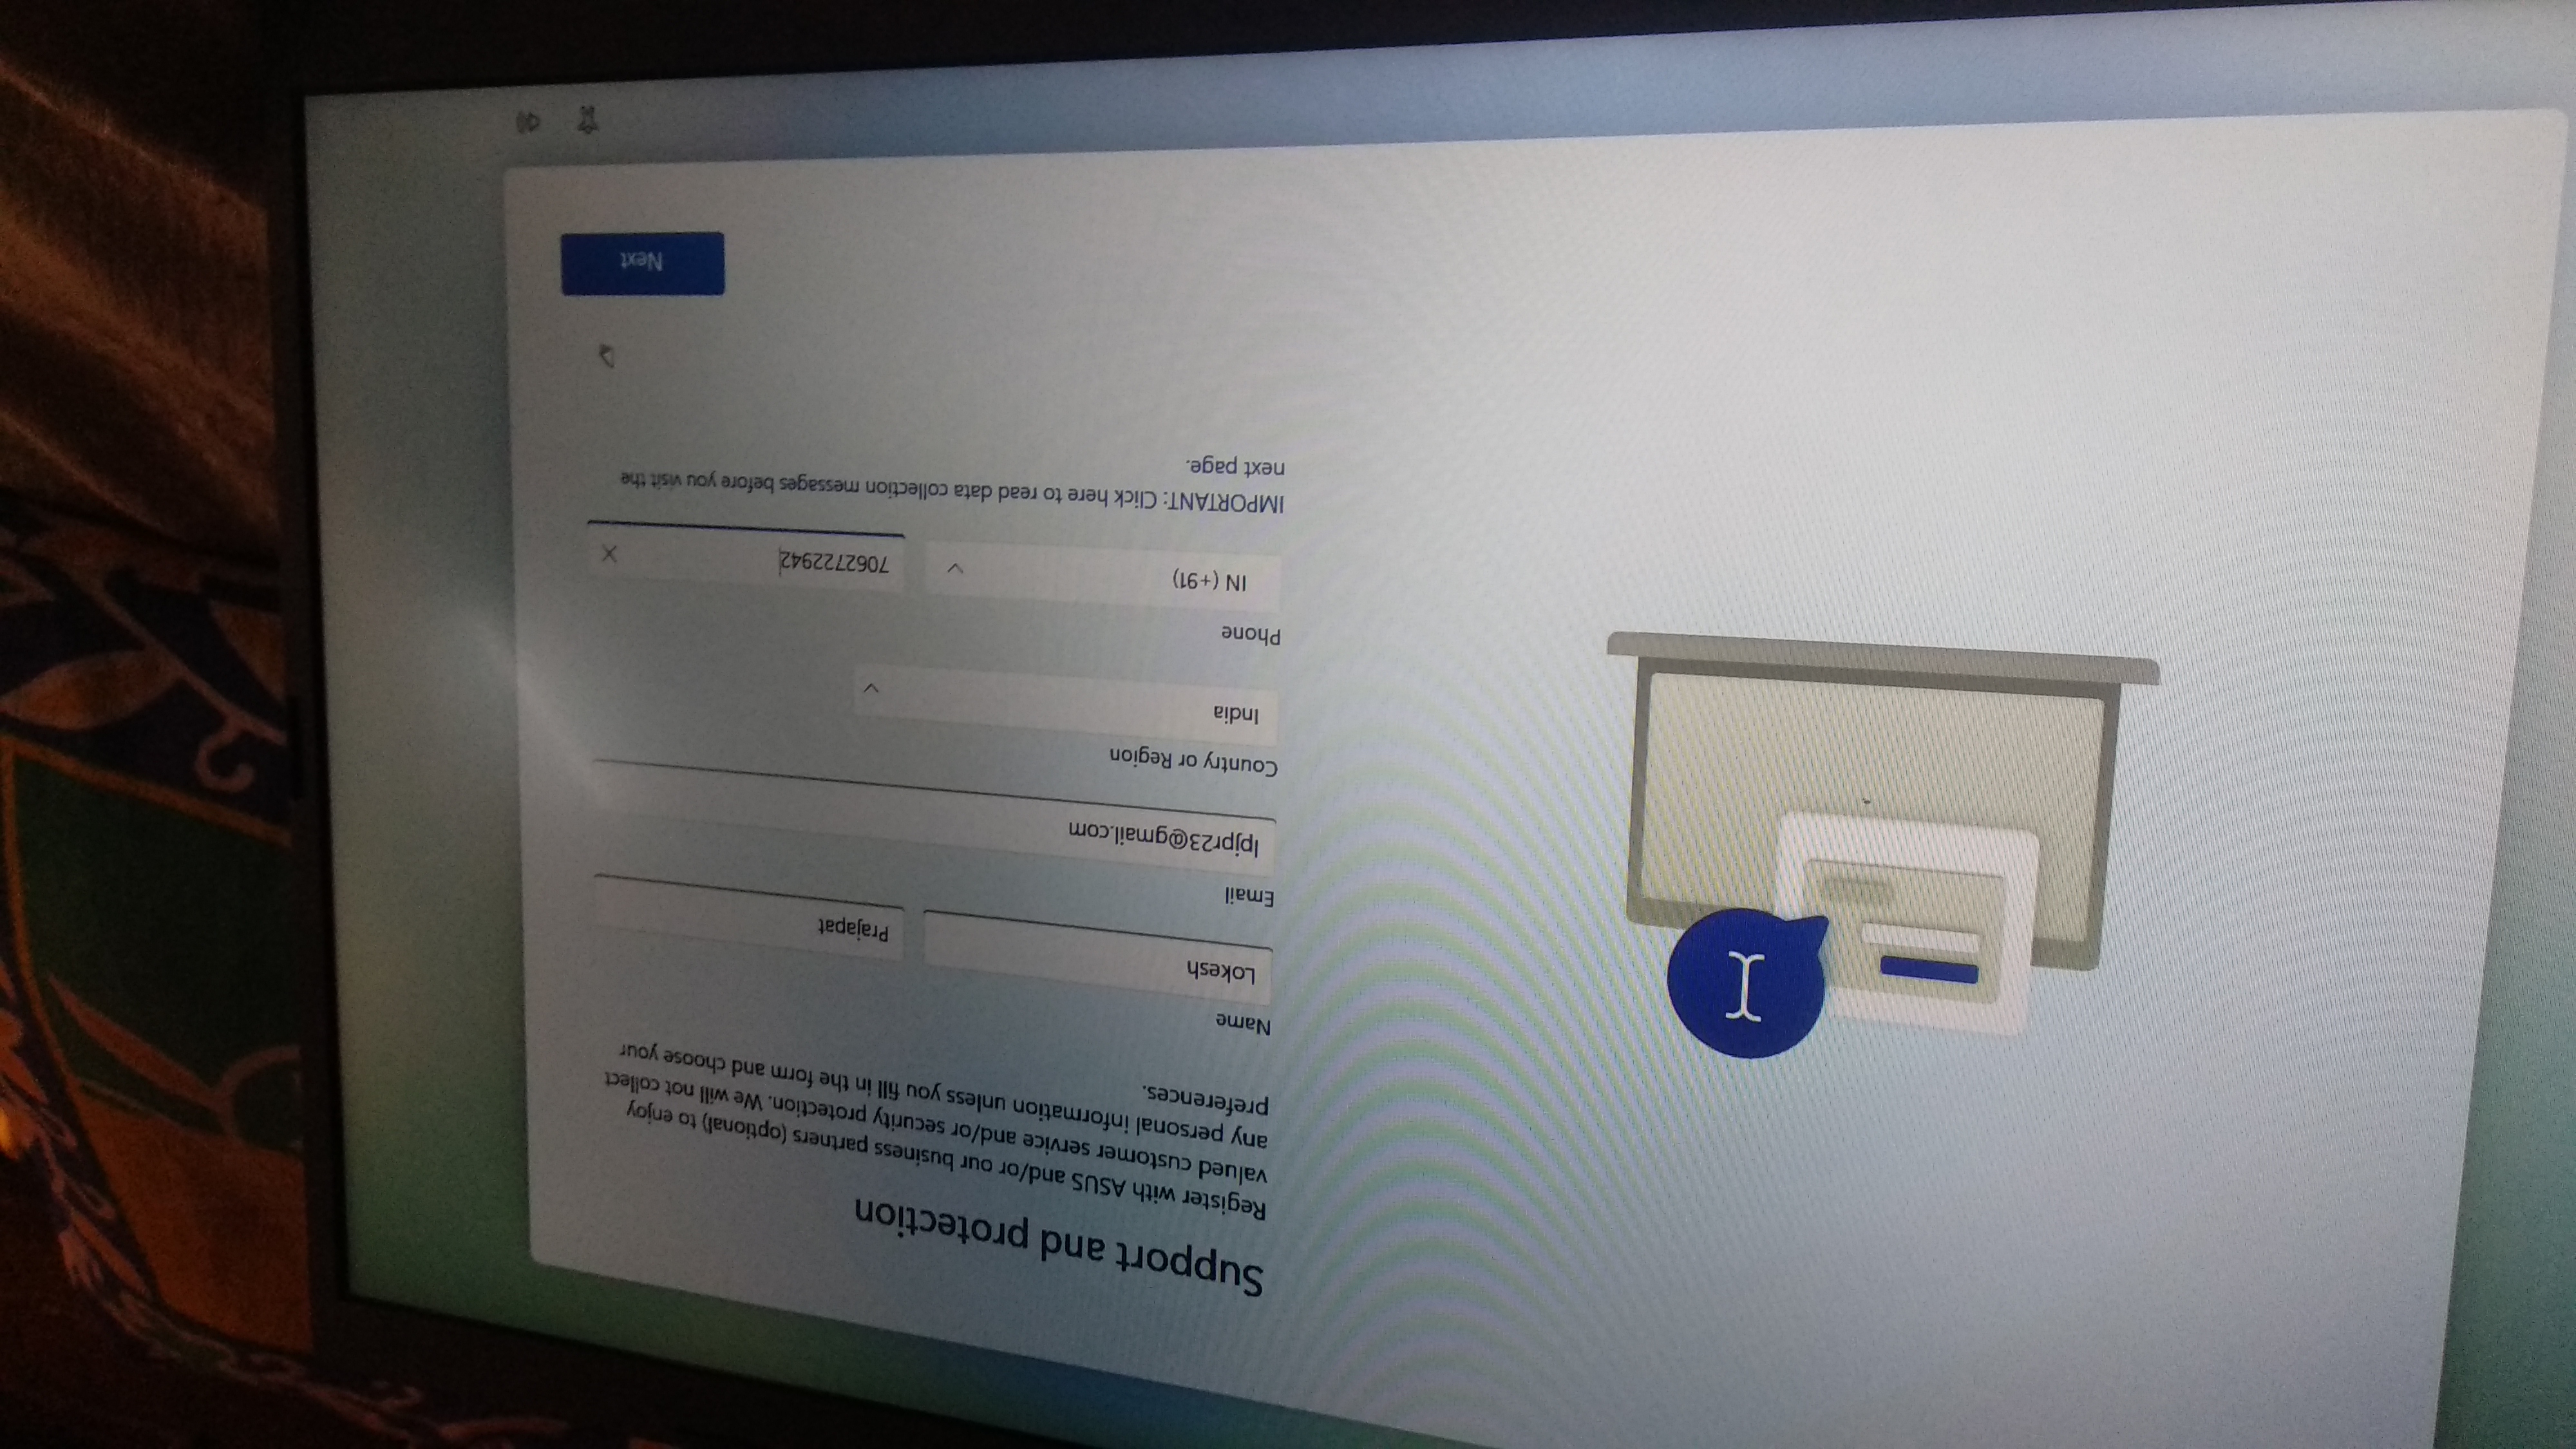 Support and protection
Register with ASUS and/or our business partners (optional) to enjoy
valued customer service and/or security protection. We will not collect
any personal information unless you fill in the form and choose your
preferences.
Name
Lokesh
Prajapat
Email
lpjpr23@gmail.com
Country or Region
India
Phone
IN (+91)
7062722942
IMPORTANT: Click here to read data collection messages before you visit the
next page.
Next